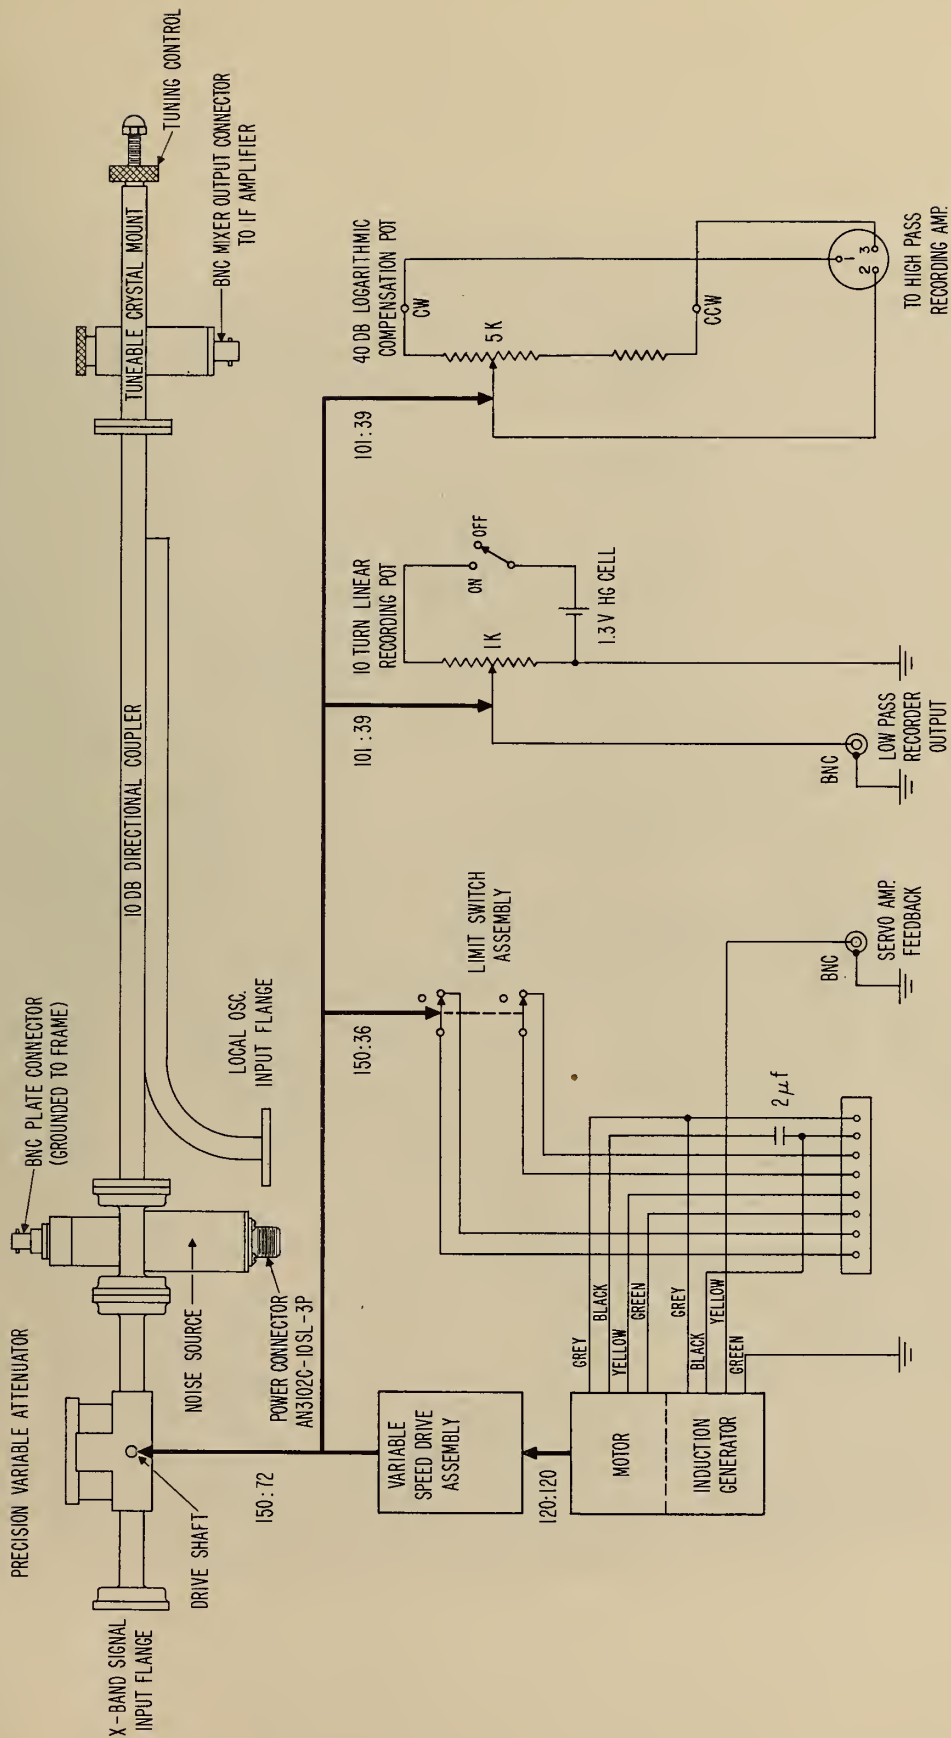 PRECISION VARIABLE ATTENUATOR
BNC PLATE CONNECTOR
(GROUNDED TO FRAME)
10 DB DIRECTIONAL COUPLER
TUNEABLE CRYSTAL MOUNT
TUNING CONTROL
BNC MIXER OUTPUT CONNECTOR
TO IF AMPLIFIER
X-BAND SIGNAL
INPUT FLANGE
DRIVE SHAFT
NOISE SOURCE
POWER CONNECTOR
AN3102C-10SL-3P
LOCAL OSC.
INPUT FLANGE
150:72
150:36
101:39
101:39
VARIABLE
SPEED DRIVE
ASSEMBLY
120:120
MOTOR
INDUCTION
GENERATOR
GREY
BLACK
YELLOW
GREEN
GREY
BLACK
YELLOW
GREEN
LIMIT SWITCH
ASSEMBLY
2 μf
BNC
SERVO AMP.
FEEDBACK
10 TURN LINEAR
RECORDING POT
1K
ON
OFF
1.3 V HG CELL
BNC
LOW PASS
RECORDER
OUTPUT
40 DB LOGARITHMIC
COMPENSATION POT
CW
5K
CCW
1
2
3
TO HIGH PASS
RECORDING AMP.